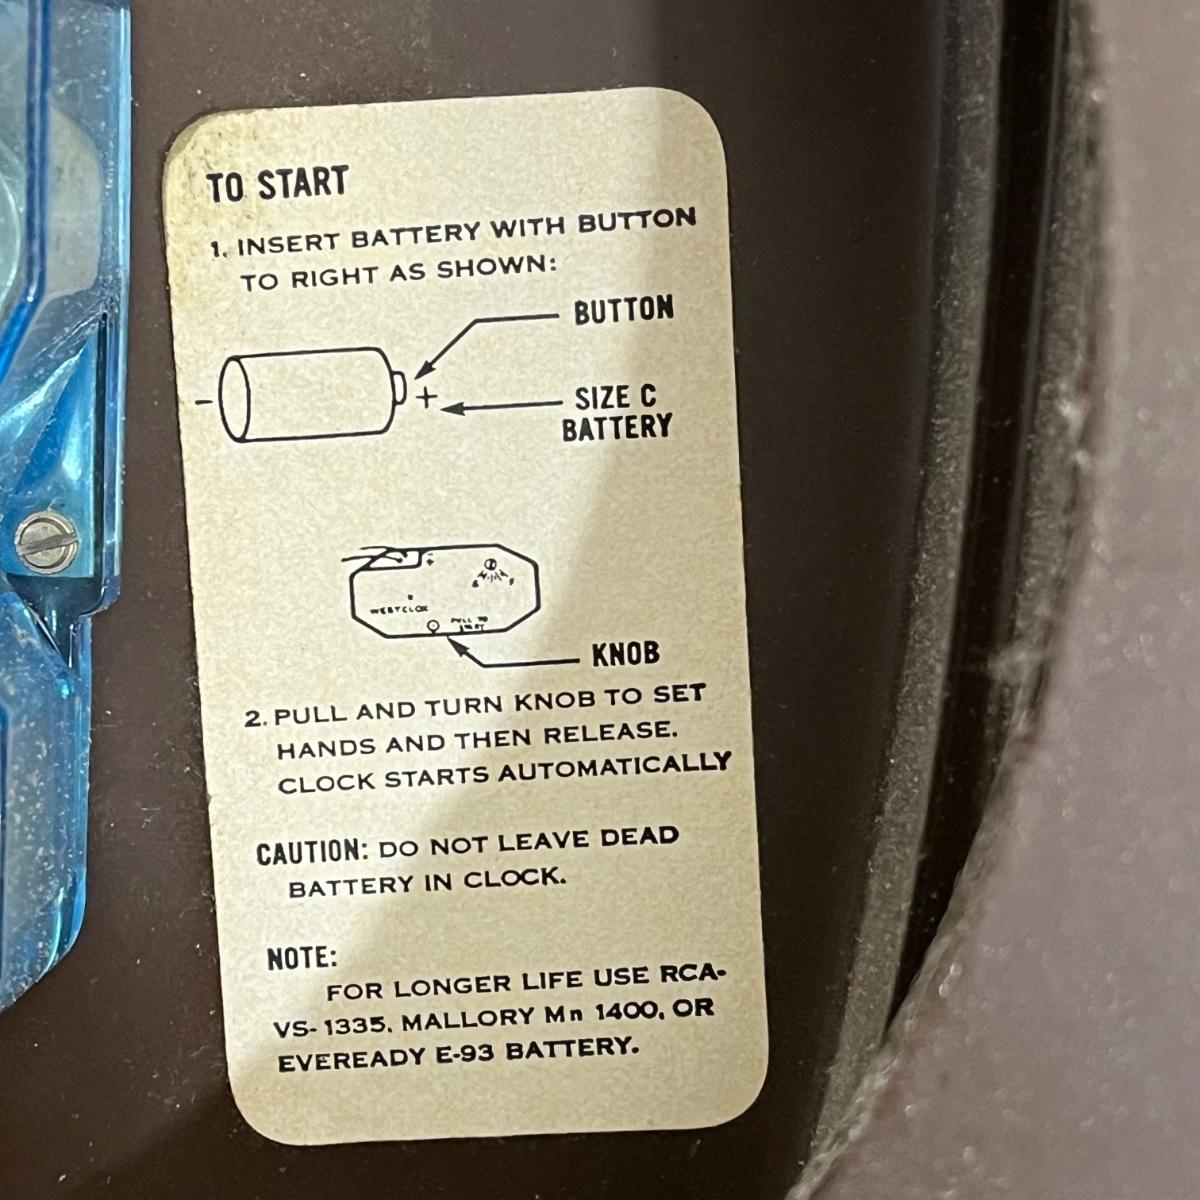 TO START
1. INSERT BATTERY WITH BUTTON
TO RIGHT AS SHOWN:
BUTTON
- +
SIZE C
BATTERY
+
WESTCLOX
PULL TO
KNOB
2. PULL AND TURN KNOB TO SET
HANDS AND THEN RELEASE.
CLOCK STARTS AUTOMATICALLY
CAUTION: DO NOT LEAVE DEAD
BATTERY IN CLOCK.
NOTE:
FOR LONGER LIFE USE RCA-
VS-1335, MALLORY Mn 1400, OR
EVEREADY E-93 BATTERY.